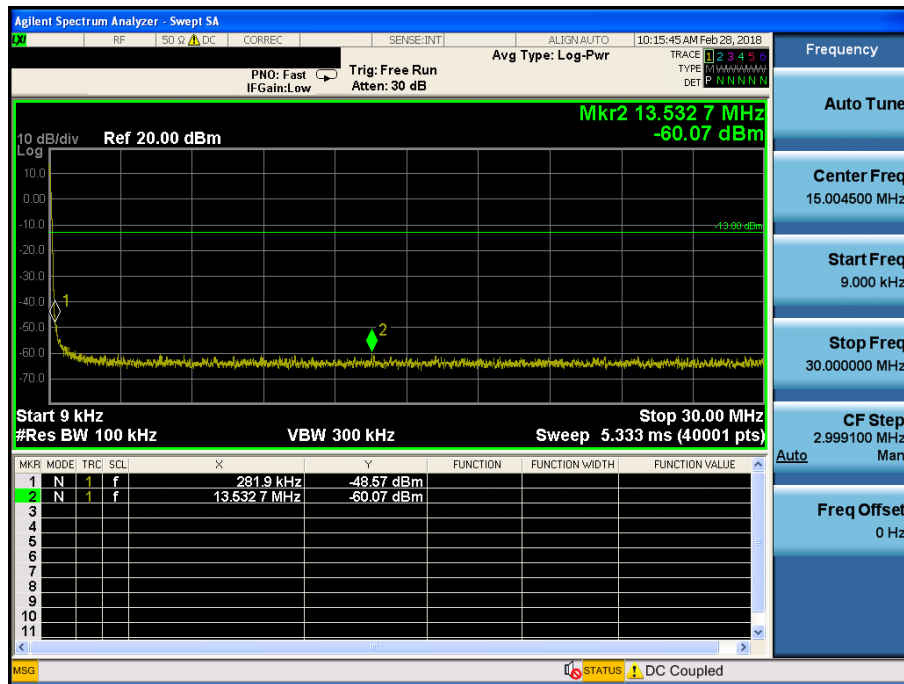 Agilent Spectrum Analyzer - Swept SA
LXI RF 50 Ω DC CORREC SENSE:INT ALIGN AUTO 10:15:45 AM Feb 28, 2018
Frequency
Avg Type: Log-Pwr
TRACE 1 2 3 4 5 6
TYPE M W W W W W
DET P N N N N N
PNO: Fast
IFGain:Low
Trig: Free Run
Atten: 30 dB
Auto Tune
Mkr2 13.532 7 MHz
-60.07 dBm
10 dB/div
Log
Ref 20.00 dBm
10.0
0.00
-10.0
-20.0
-30.0
-40.0
-50.0
-60.0
-70.0
-13.00 dBm
1
2
Center Freq
15.004500 MHz
Start Freq
9.000 kHz
Stop Freq
30.000000 MHz
Start 9 kHz Stop 30.00 MHz
#Res BW 100 kHz VBW 300 kHz Sweep 5.333 ms (40001 pts)
CF Step
2.999100 MHz
Auto Man
Freq Offset
0 Hz
MKR MODE TRC SCL X Y FUNCTION FUNCTION WIDTH FUNCTION VALUE
1 N 1 f 281.9 kHz -48.57 dBm
2 N 1 f 13.532 7 MHz -60.07 dBm
3
4
5
6
7
8
9
10
11
MSG STATUS DC Coupled